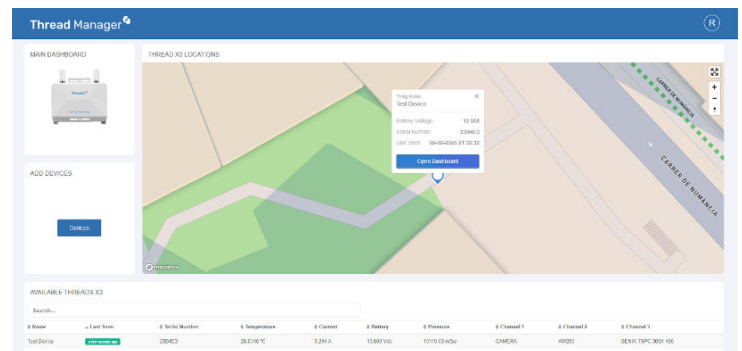 Thread Manager
R
MAIN DASHBOARD
THREAD X3 LOCATIONS
Thing Name
Test Device
Battery Voltage
Serial Number
Last Seen
Open Dashboard
CARRER DE NUMÀNCIA
CARRER DE NUMÀNCIA
mapbox
ADD DEVICES
Devices
AVAILABLE THREADS X3
Search...
Name Last Seen Serial Number Temperature Current Battery Pressure Channel 1 Channel 2 Channel 3
Test Device CAMERA